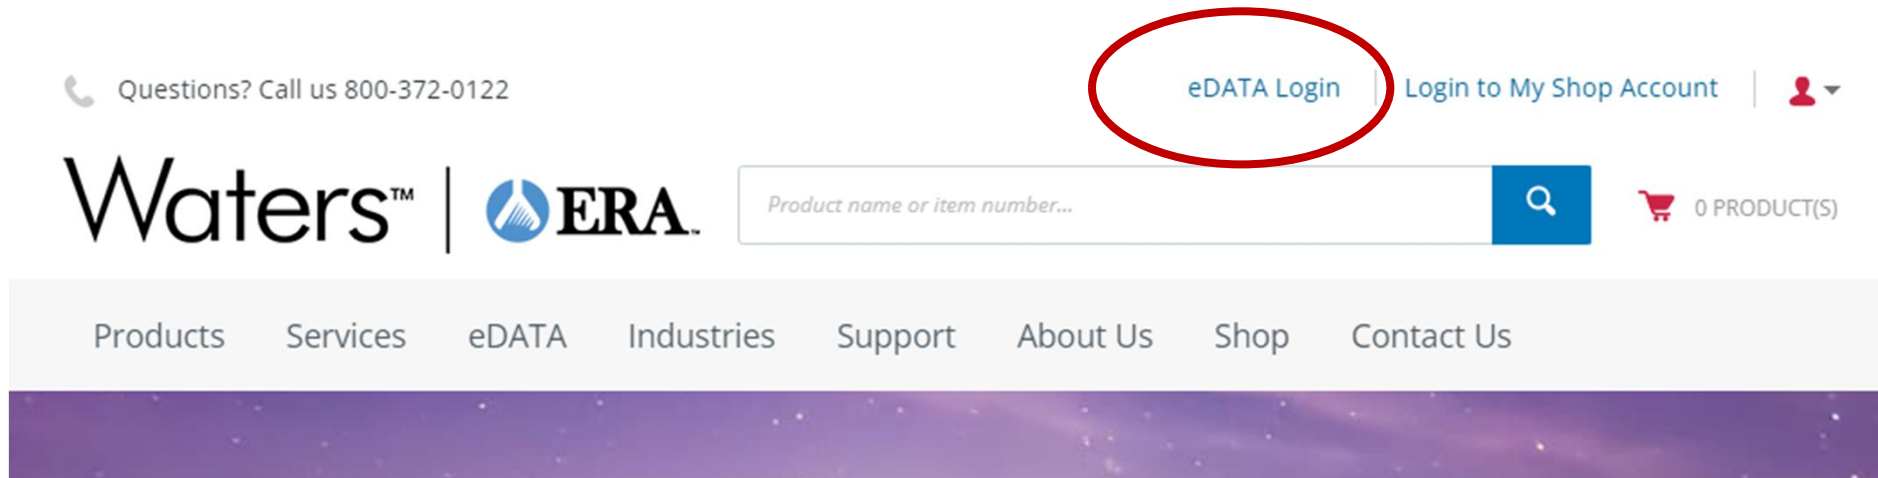 Questions? Call us 800-372-0122
eDATA Login
Login to My Shop Account
Waters™
ERA™
Product name or item number...
0 PRODUCT(S)
Products Services eDATA Industries Support About Us Shop Contact Us